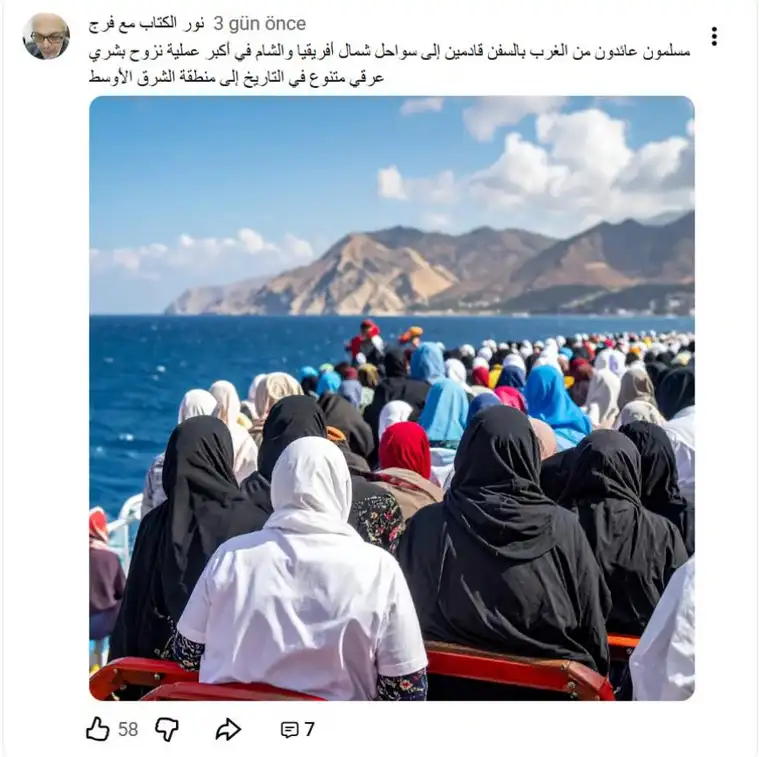 نور الكتاب مع فرج 3 gün önce
مسلمون عائدون من الغرب بالسفن قادمين إلى سواحل شمال أفريقيا والشام في أكبر عملية نزوح بشري
عرقي متنوع في التاريخ إلى منطقة الشرق الأوسط
58 7